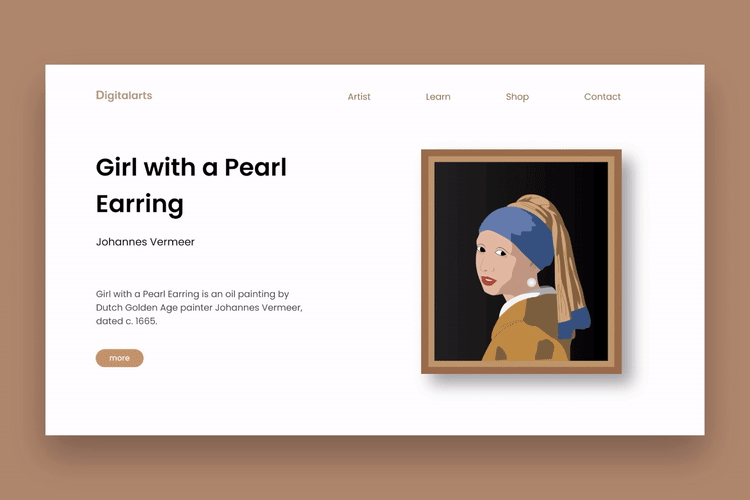 Digitalarts
Artist Learn Shop Contact
Girl with a Pearl
Earring
Johannes Vermeer
Girl with a Pearl Earring is an oil painting by
Dutch Golden Age painter Johannes Vermeer,
dated c. 1665.
more